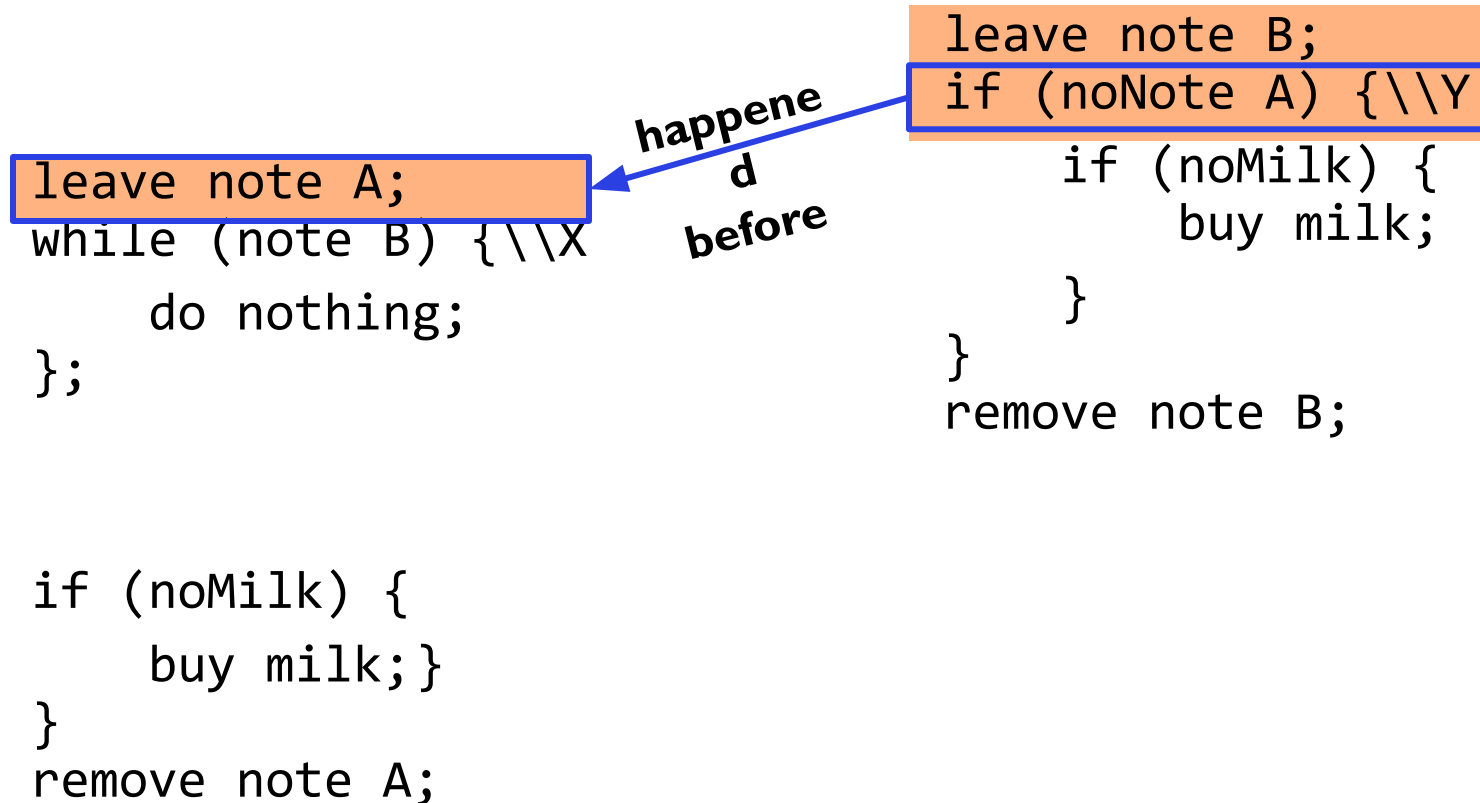 leave note A;
while (note B) {\\X
do nothing;
};
if (noMilk) {
buy milk;}
}
remove note A;
happene
d
before
leave note B;
if (noNote A) {\\Y
if (noMilk) {
buy milk;
}
}
remove note B;